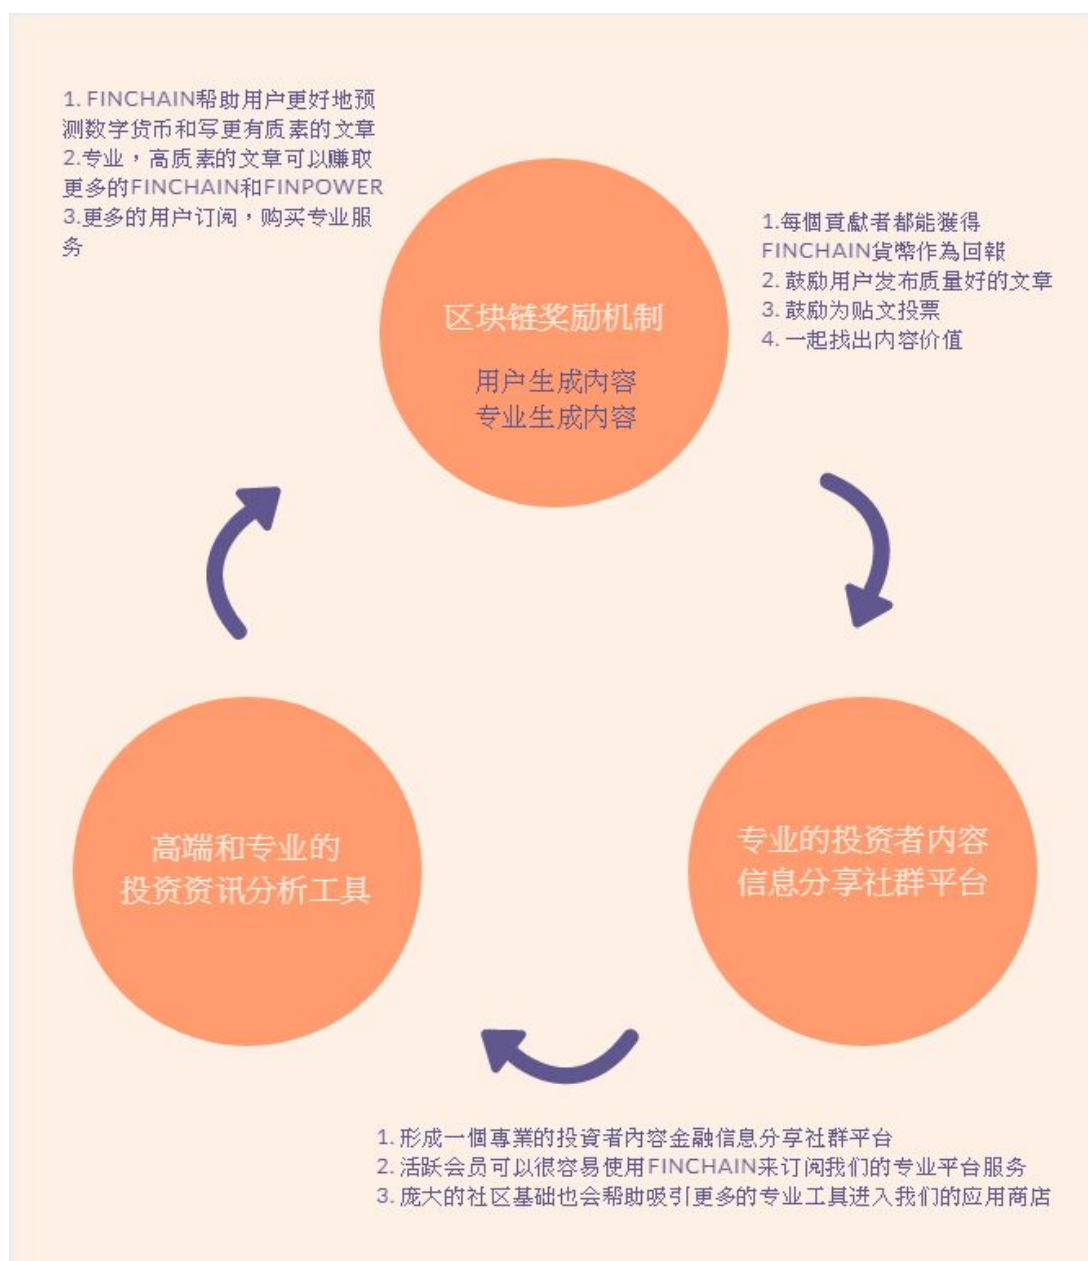 1. FINCHAIN帮助用户更好地预
测数字货币和写更有质素的文章
2.专业，高质素的文章可以赚取
更多的FINCHAIN和FINPOWER
3.更多的用户订阅，购买专业服
务
1.每個貢獻者都能獲得
FINCHAIN貨幣作為回報
2. 鼓励用户发布质量好的文章
3. 鼓励为贴文投票
4. 一起找出内容价值
区块链奖励机制
用户生成内容
专业生成内容
高端和专业的
投资资讯分析工具
专业的投资者内容
信息分享社群平台
1. 形成一個專業的投資者內容金融信息分享社群平台
2. 活跃会员可以很容易使用FINCHAIN来订阅我们的专业平台服务
3. 庞大的社区基础也会帮助吸引更多的专业工具进入我们的应用商店